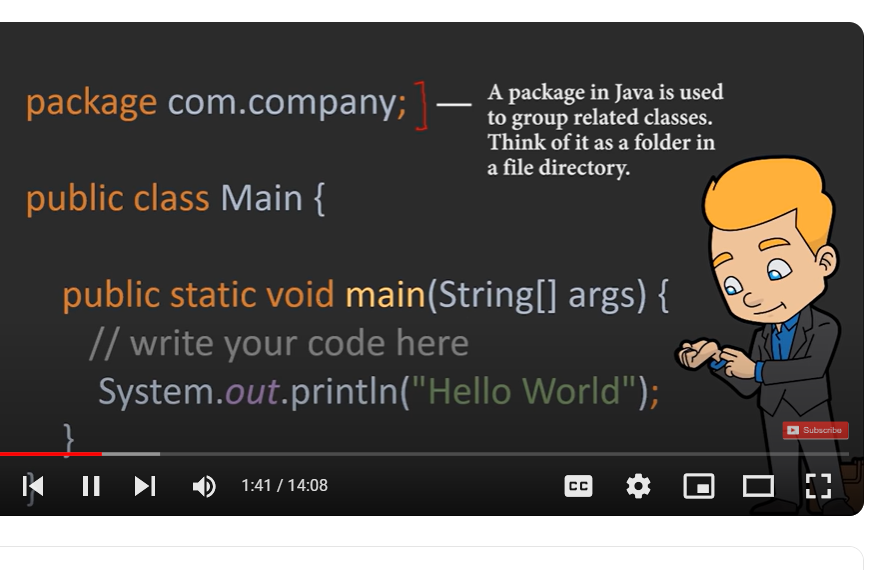 package com.company;
A package in Java is used
to group related classes.
Think of it as a folder in
a file directory.
public class Main {
public static void main(String[] args) {
// write your code here
System.out.println("Hello World");
}
}
Subscribe
1:41 / 14:08
CC